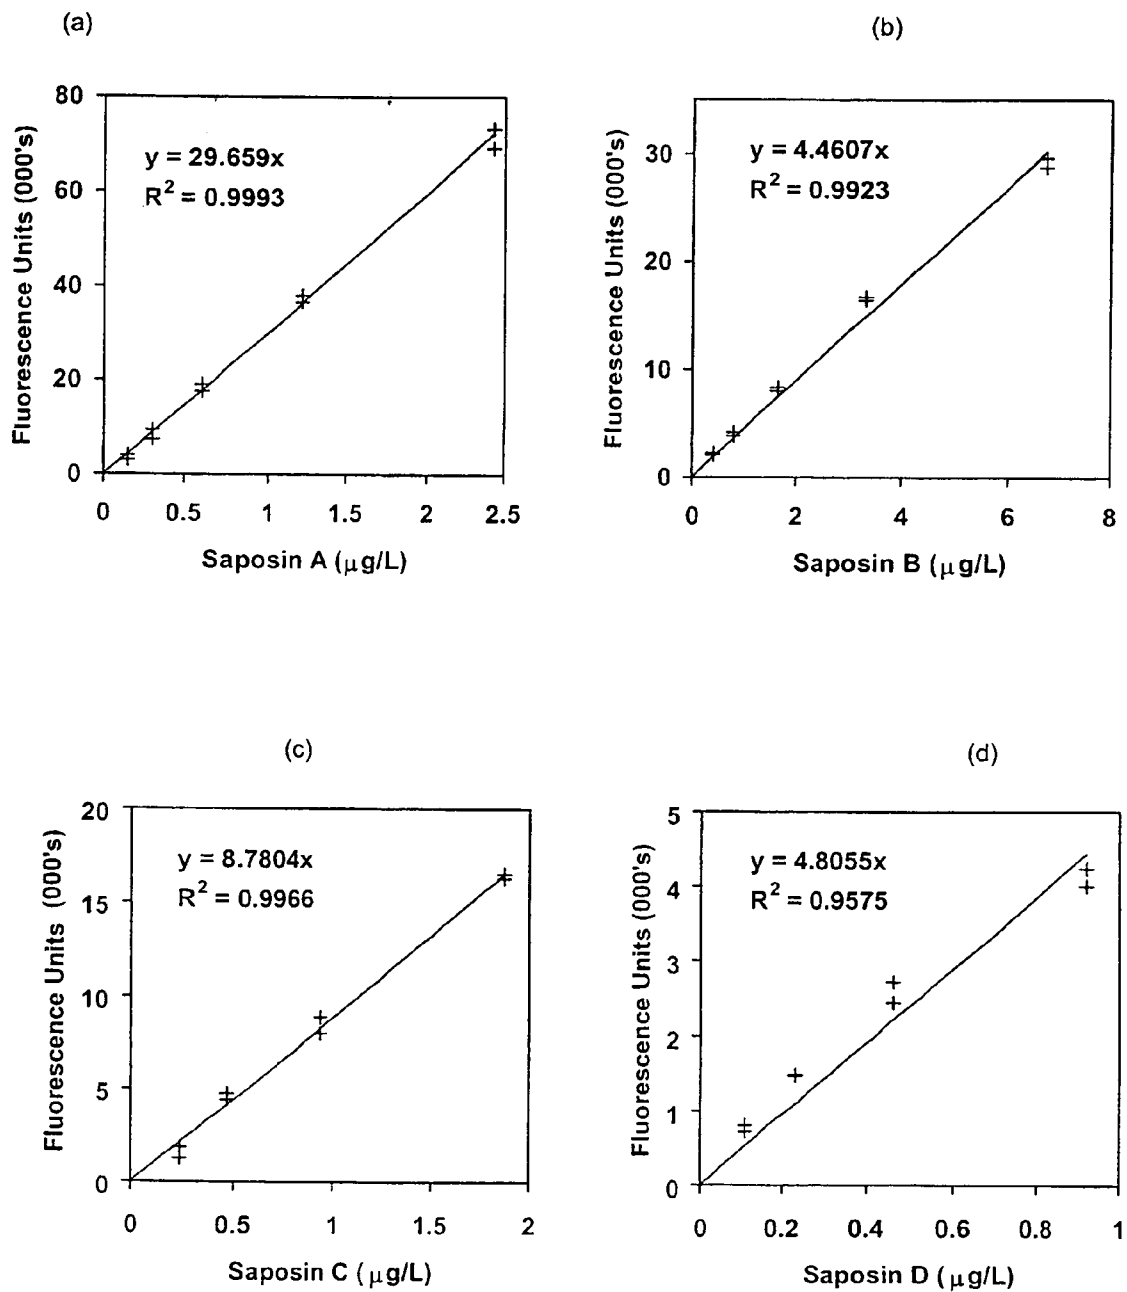 (a)
80
60
40
20
0
Fluorescence Units (000's)
y = 29.659x
R² = 0.9993
0 0.5 1 1.5 2 2.5
Saposin A (μg/L)
(b)
30
20
10
0
Fluorescence Units (000's)
y = 4.4607x
R² = 0.9923
0 2 4 6 8
Saposin B (μg/L)
(c)
20
15
10
5
0
Fluorescence Units (000's)
y = 8.7804x
R² = 0.9966
0 0.5 1 1.5 2
Saposin C (μg/L)
(d)
5
4
3
2
1
0
Fluorescence Units (000's)
y = 4.8055x
R² = 0.9575
0 0.2 0.4 0.6 0.8 1
Saposin D (μg/L)